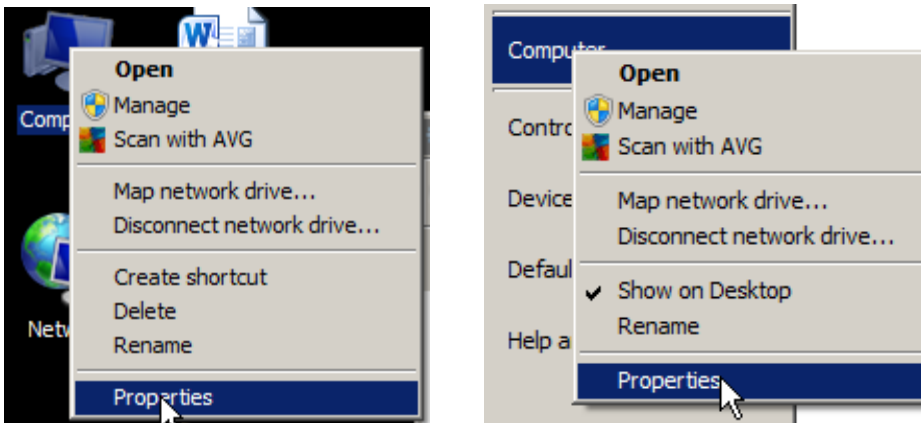 W
Comp
Open
Manage
Scan with AVG
Map network drive...
Disconnect network drive...
Create shortcut
Delete
Rename
Properties
Netw
Computer
Contro
Device
Defaul
Help a
Open
Manage
Scan with AVG
Map network drive...
Disconnect network drive...
Show on Desktop
Rename
Properties